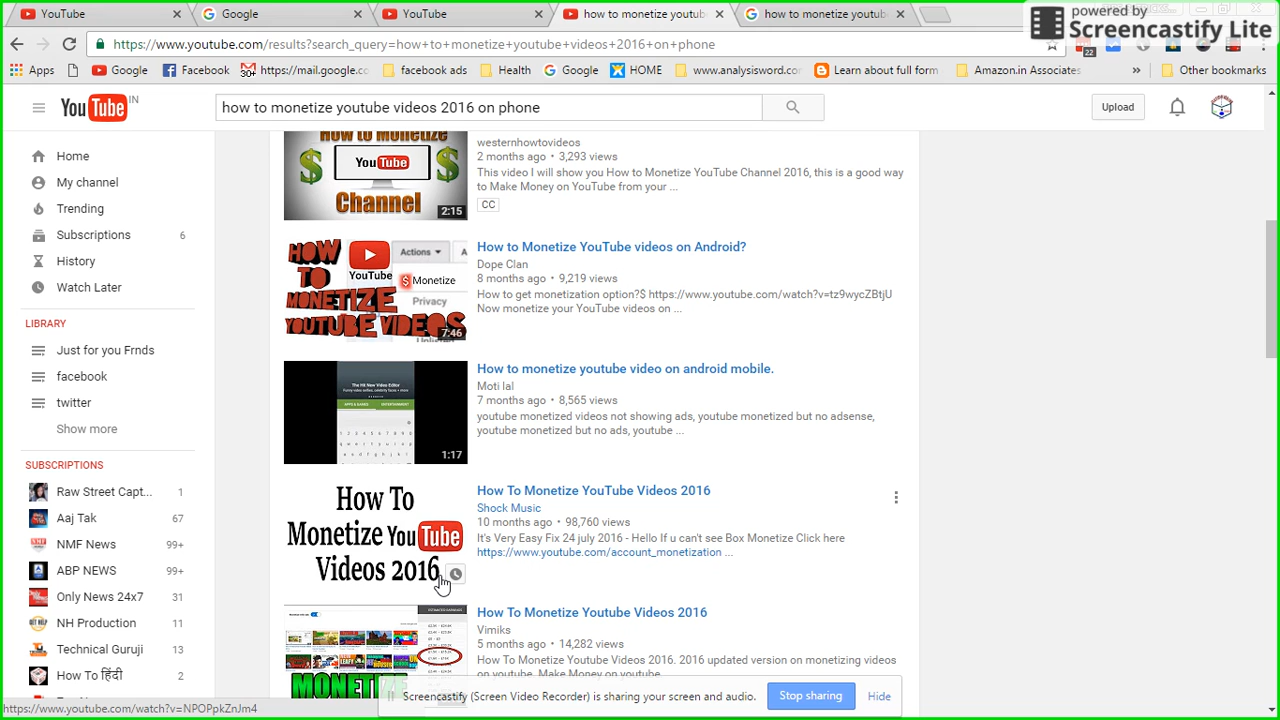 YouTube
Google
YouTube
how to monetize youtub
how to monetize youtub
powered by
Screencastify Lite
https://www.youtube.com/results?search_query=how+to+monetize+youtube+videos+2016+on+phone
22
Apps
Google
30+
https://mail.google.c
Facebook
facebook ad
Health
Google
HOME
www.analysisword.co
Learn about full form
Amazon.in Associates
»
Other bookmarks
YouTube IN
how to monetize youtube videos 2016 on phone
Upload
Home
My channel
Trending
Subscriptions 6
History
Watch Later
LIBRARY
Just for you Frnds
facebook
twitter
Show more
SUBSCRIPTIONS
Raw Street Capt... 1
Aaj Tak 67
NMF News 99+
ABP NEWS 99+
Only News 24x7 31
NH Production 11
Technical Guruji 13
How To हिंदी 2
How to Monetize
$ YouTube $
Channel
2:15
westernhowtovideos
2 months ago • 3,293 views
This video I will show you How to Monetize YouTube Channel 2016, this is a good way
to Make Money on YouTube from your ...
CC
HOW
TO
MONETIZE
YOUTUBE VIDEOS
YouTube
Actions
$ Monetize
Privacy
7:46
How to Monetize YouTube videos on Android?
Dope Clan
8 months ago • 9,219 views
How to get monetization option?$ https://www.youtube.com/watch?v=tz9wycZBtjU
Now monetize your YouTube videos on ...
The Hit New Video Editor
1:17
How to monetize youtube video on android mobile.
Moti lal
7 months ago • 8,565 views
youtube monetized videos not showing ads, youtube monetized but no adsense,
youtube monetized but no ads, youtube ...
How To
Monetize YouTube
Videos 2016
How To Monetize YouTube Videos 2016
Shock Music
10 months ago • 98,760 views
It's Very Easy Fix 24 july 2016 - Hello If u can't see Box Monetize Click here
https://www.youtube.com/account_monetization ...
MONETIZE
How To Monetize Youtube Videos 2016
Vimiks
5 months ago • 14,282 views
How To Monetize Youtube Videos 2016. 2016 updated version on monetizing videos
on youtube. Make Money on youtube
Screencastify (Screen Video Recorder) is sharing your screen and audio.
Stop sharing
Hide
https://www.youtube.com/watch?v=NPOPpkZnJm4